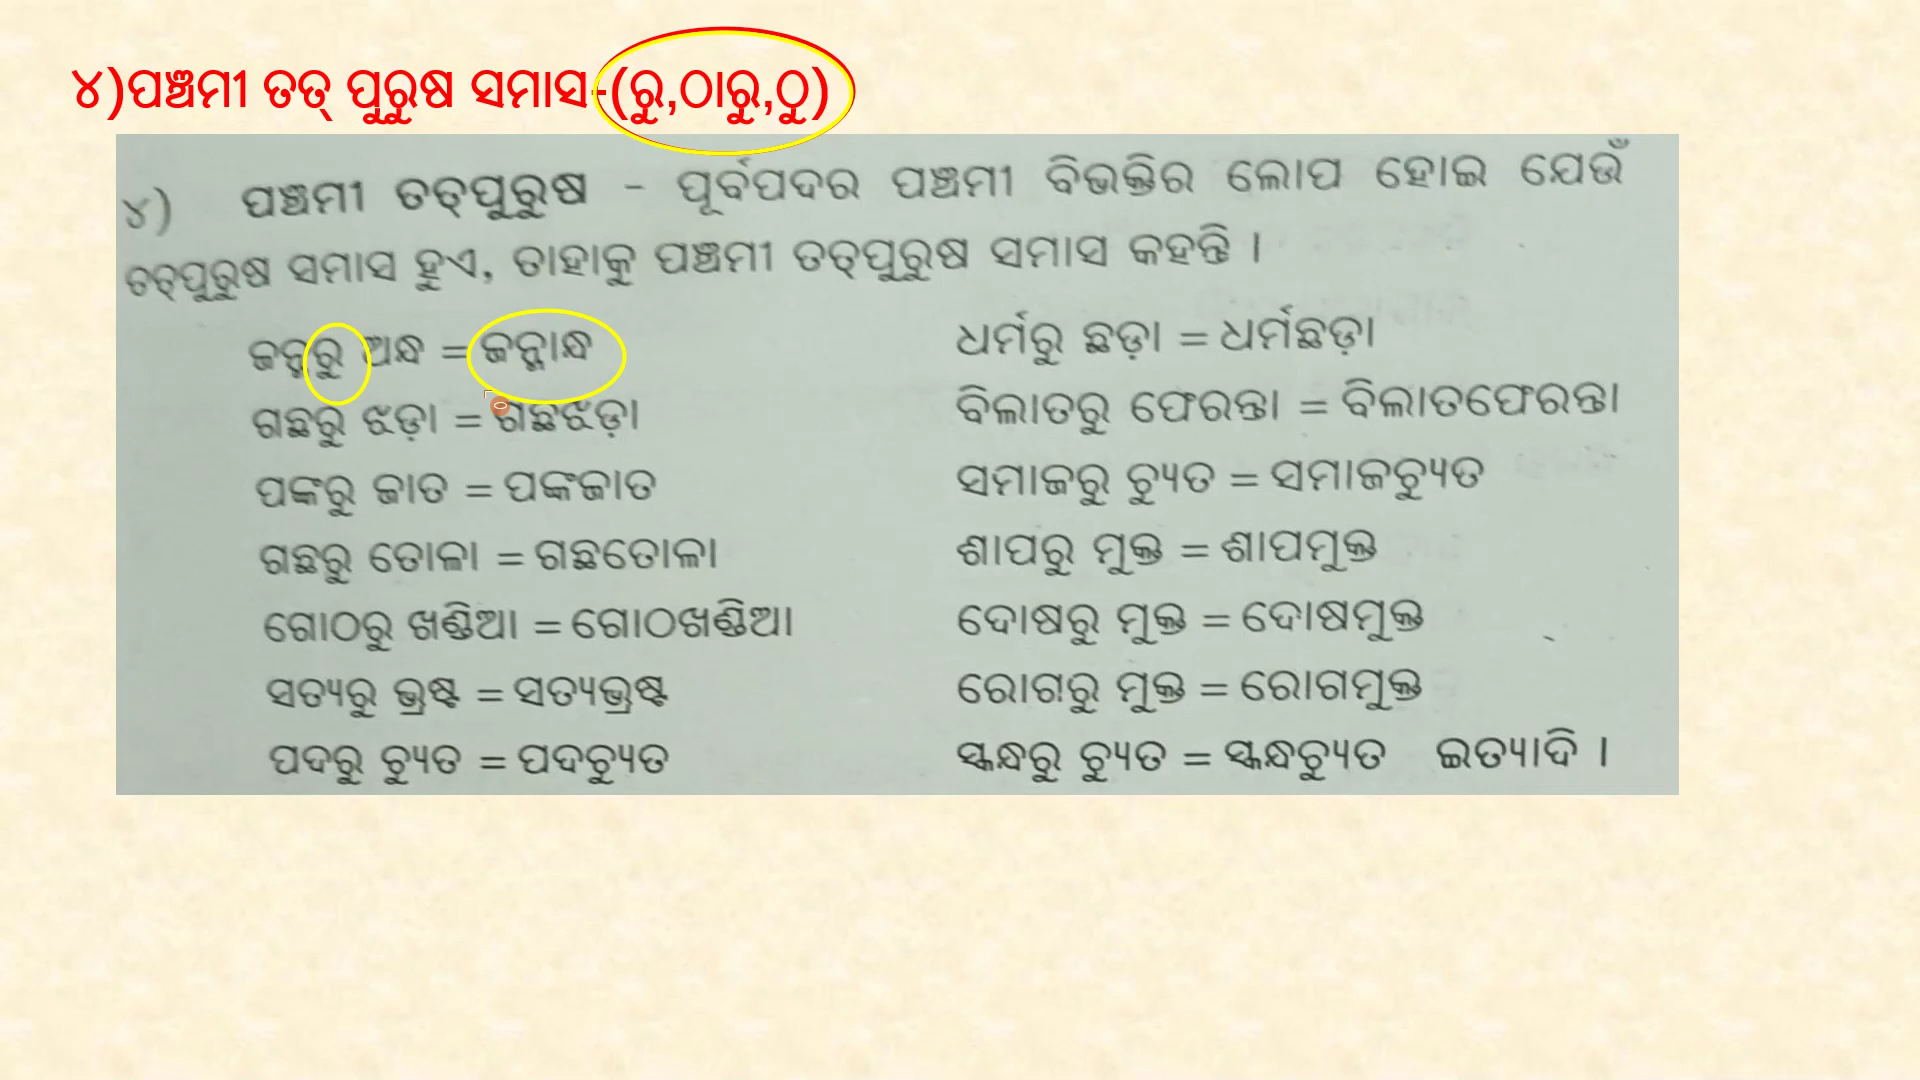 ୪)ପଞ୍ଚମୀ ତତ୍ ପୁରୁଷ ସମାସ-(ରୁ,ଠାରୁ,ଠୁ)
୪) ପଞ୍ଚମୀ ତତ୍ପୁରୁଷ - ପୂର୍ବପଦର ପଞ୍ଚମୀ ବିଭକ୍ତିର ଲୋପ ହୋଇ ଯେଉଁ
ତତ୍ପୁରୁଷ ସମାସ ହୁଏ, ତାହାକୁ ପଞ୍ଚମୀ ତତ୍ପୁରୁଷ ସମାସ କହନ୍ତି ।
ଜନ୍ମରୁ ଅନ୍ଧ = ଜନ୍ମାନ୍ଧ
ଗଛରୁ ଝଡ଼ା = ଗଛଝଡ଼ା
ପଙ୍କରୁ ଜାତ = ପଙ୍କଜାତ
ଗଛରୁ ତୋଳା = ଗଛତୋଳା
ଗୋଠରୁ ଖଣ୍ଡିଆ = ଗୋଠଖଣ୍ଡିଆ
ସତ୍ୟରୁ ଭ୍ରଷ୍ଟ = ସତ୍ୟଭ୍ରଷ୍ଟ
ପଦରୁ ଚ୍ୟୁତ = ପଦଚ୍ୟୁତ
ଧର୍ମରୁ ଛଡ଼ା = ଧର୍ମଛଡ଼ା
ବିଲାତରୁ ଫେରନ୍ତା = ବିଲାତଫେରନ୍ତା
ସମାଜରୁ ଚ୍ୟୁତ = ସମାଜଚ୍ୟୁତ
ଶାପରୁ ମୁକ୍ତ = ଶାପମୁକ୍ତ
ଦୋଷରୁ ମୁକ୍ତ = ଦୋଷମୁକ୍ତ
ରୋଗରୁ ମୁକ୍ତ = ରୋଗମୁକ୍ତ
ସ୍କନ୍ଧରୁ ଚ୍ୟୁତ = ସ୍କନ୍ଧଚ୍ୟୁତ ଇତ୍ୟାଦି ।